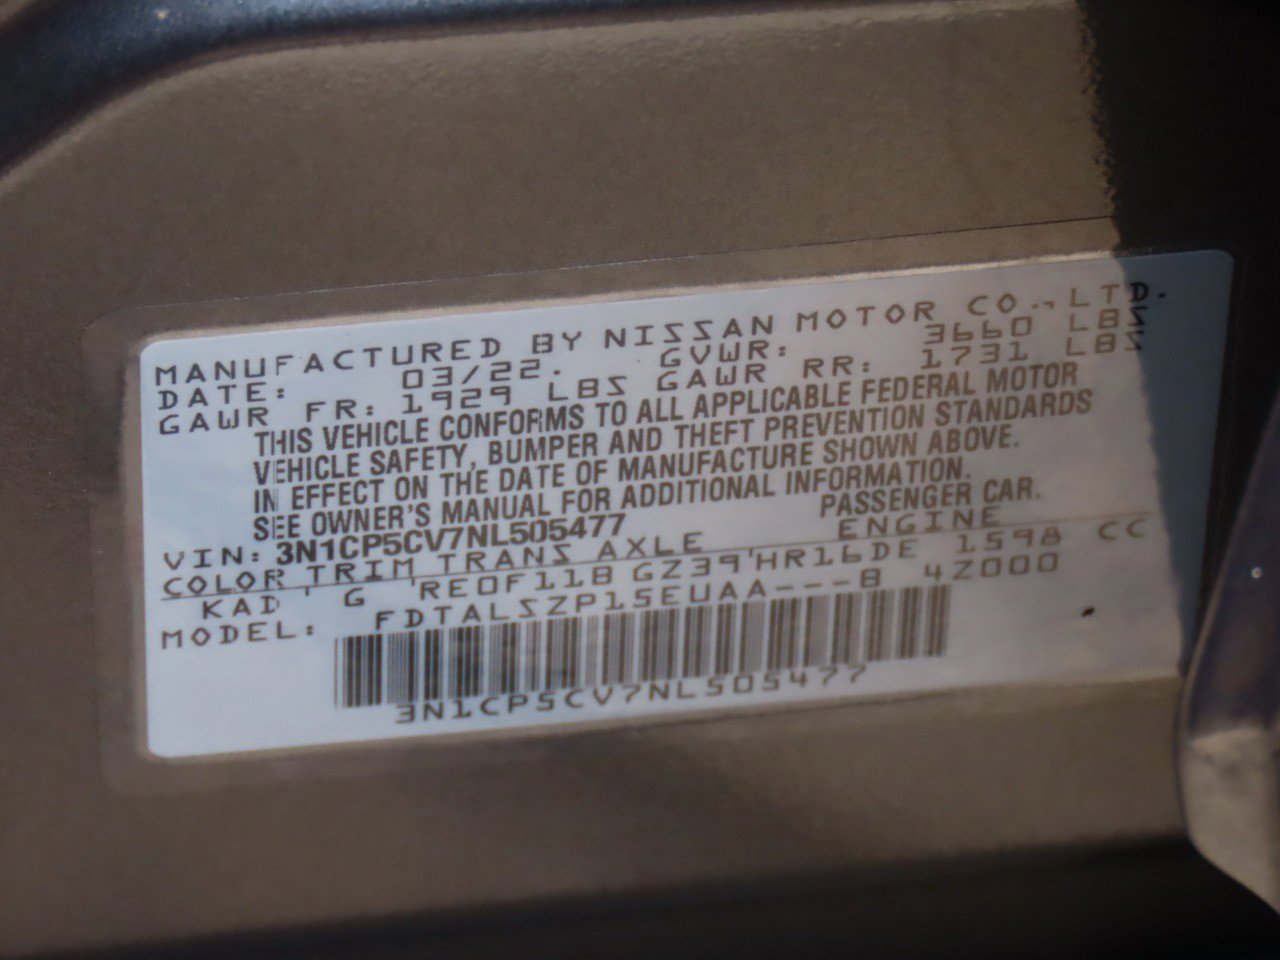 MANUFACTURED BY NISSAN MOTOR CO., LTD.
DATE: 03/22. GVWR: 3660 LBS
GAWR FR: 1929 LBS GAWR RR: 1731 LBS
THIS VEHICLE CONFORMS TO ALL APPLICABLE FEDERAL MOTOR
VEHICLE SAFETY, BUMPER AND THEFT PREVENTION STANDARDS
IN EFFECT ON THE DATE OF MANUFACTURE SHOWN ABOVE.
SEE OWNER'S MANUAL FOR ADDITIONAL INFORMATION.
VIN: 3N1CP5CV7NL505477 PASSENGER CAR.
COLOR TRIM TRANS AXLE ENGINE
KAD G RE0F11B GZ39 HR16DE 1598 CC
MODEL: FDTALSZP15EUAA---B 4Z000
3N1CP5CV7NL505477